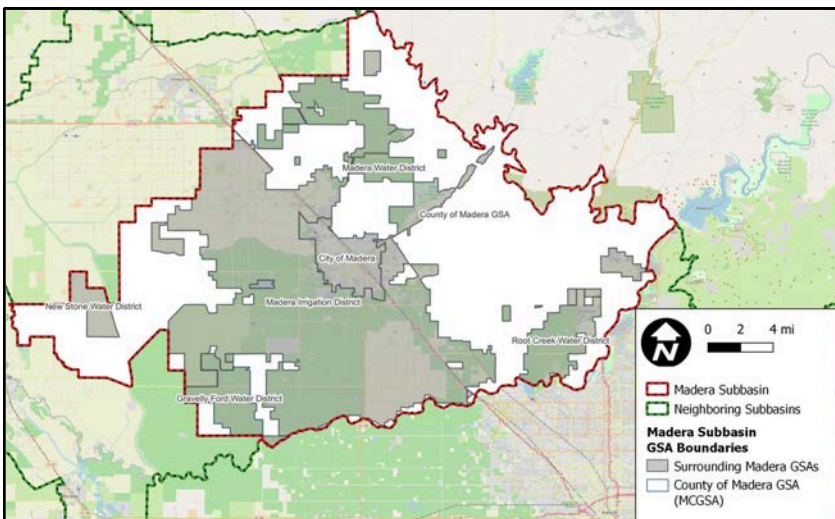 Madera Water District
County of Madera GSA
City of Madera
New Stone Water District
Madera Irrigation District
Root Creek Water District
Gravelly Ford Water District
N
0 2 4 mi
Madera Subbasin
Neighboring Subbasins
Madera Subbasin
GSA Boundaries
Surrounding Madera GSAs
County of Madera GSA
(MCGSA)